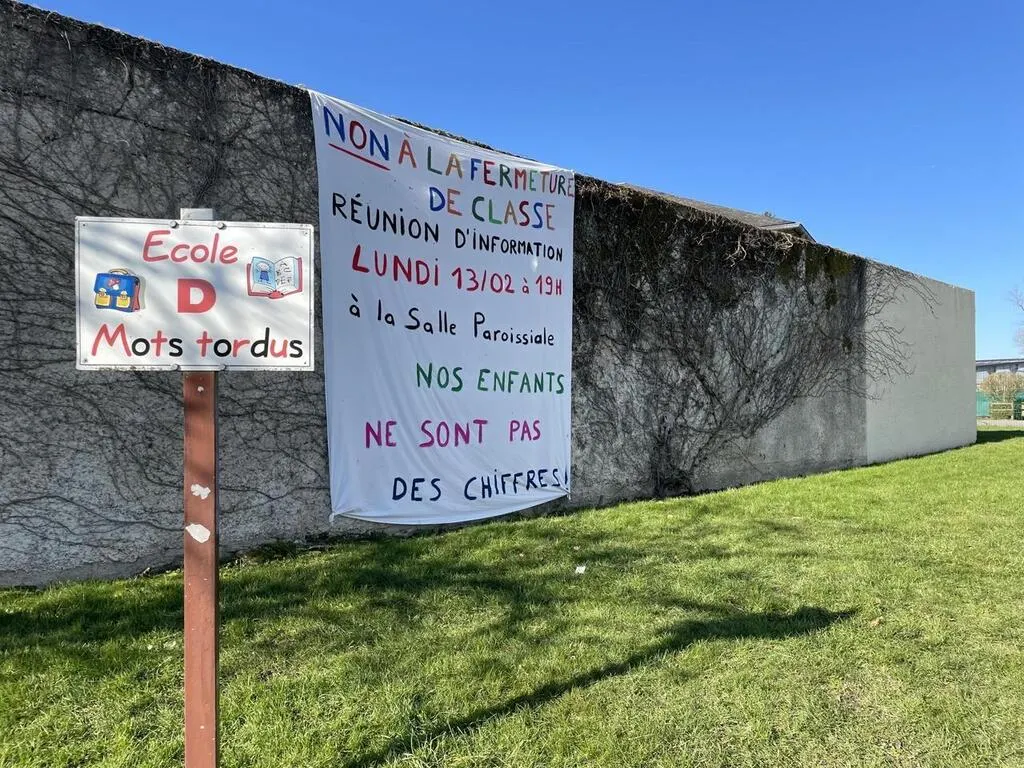 Ecole
D
Mots tordus
NON À LA FERMETURE
DE CLASSE
RÉUNION D'INFORMATION
LUNDI 13/02 à 19H
à la Salle Paroissiale
NOS ENFANTS
NE SONT PAS
DES CHIFFRES!